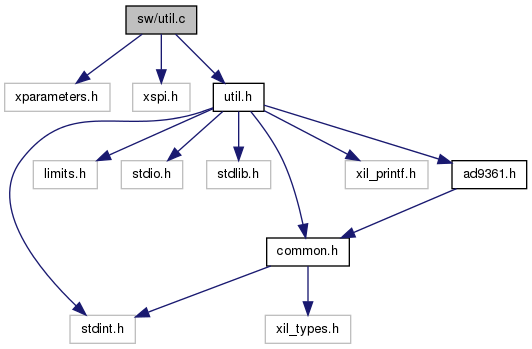 sw/util.c
xparameters.h
xspi.h
util.h
limits.h
stdio.h
stdlib.h
xil_printf.h
ad9361.h
common.h
stdint.h
xil_types.h